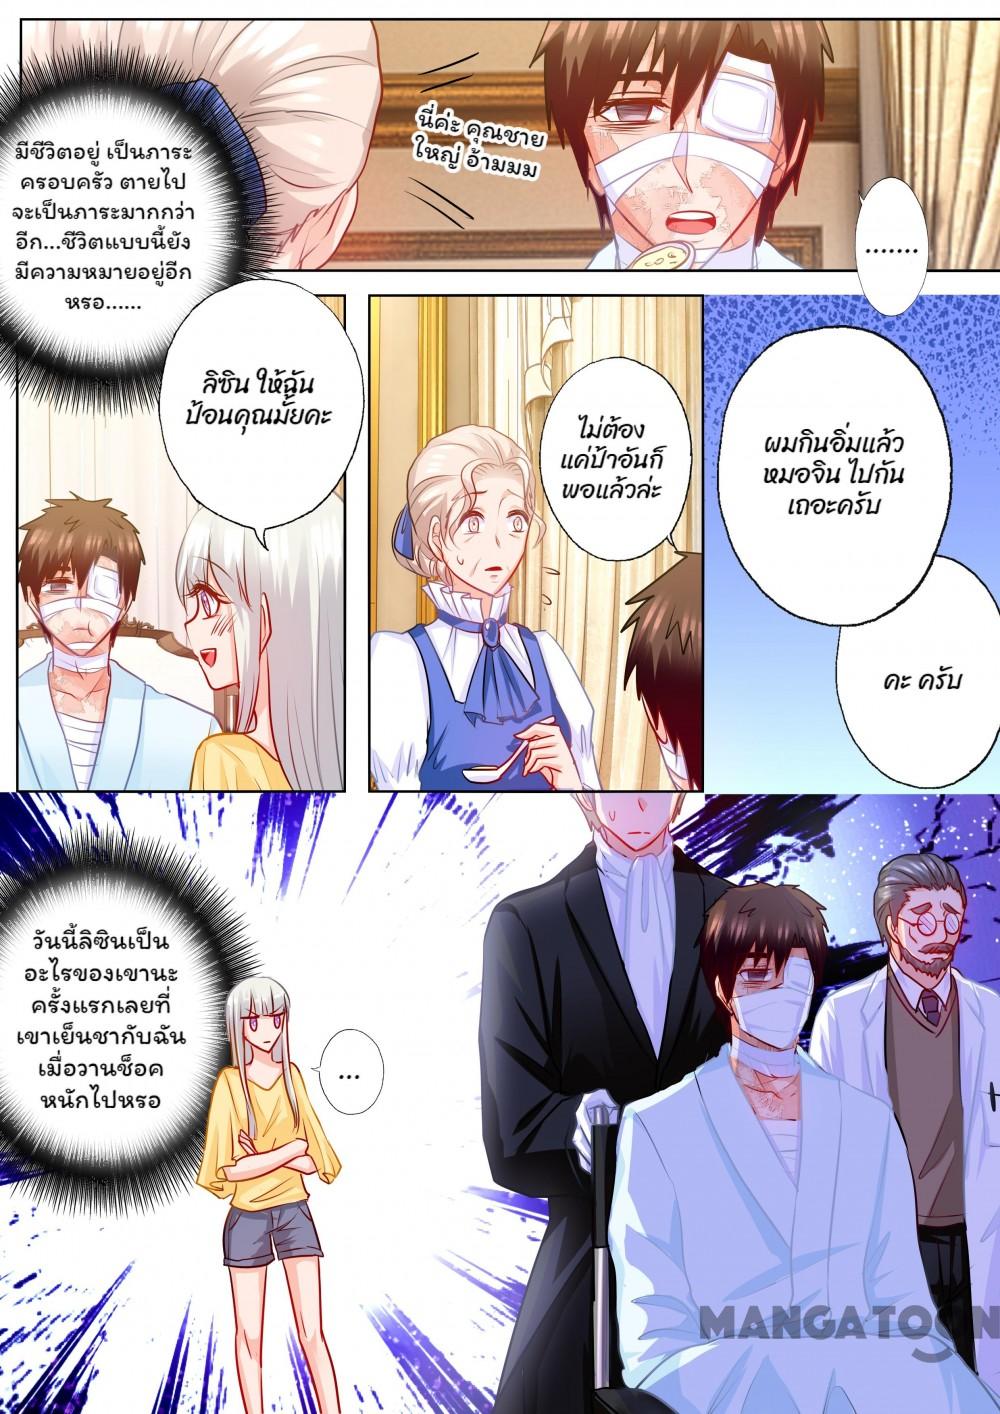 มีชีวิตอยู่ เป็นภาระ
ครอบครัว ตายไป
จะเป็นภาระมากกว่า
อีก...ชีวิตแบบนี้ยัง
มีความหมายอยู่อีก
หรอ......
นี่ค่ะ คุณชาย
ใหญ่ อ้ามมม
.......
ลิซิน ให้ฉัน
ป้อนคุณมั้ยคะ
ไม่ต้อง
แค่ป้าอันก็
พอแล้วล่ะ
ผมกินอิ่มแล้ว
หมอจิน ไปกัน
เถอะครับ
คะ ครับ
วันนี้ลิซินเป็น
อะไรของเขานะ
ครั้งแรกเลยที่
เขาเย็นชากับฉัน
เมื่อวานช็อค
หนักไปหรอ
...
MANGATOON